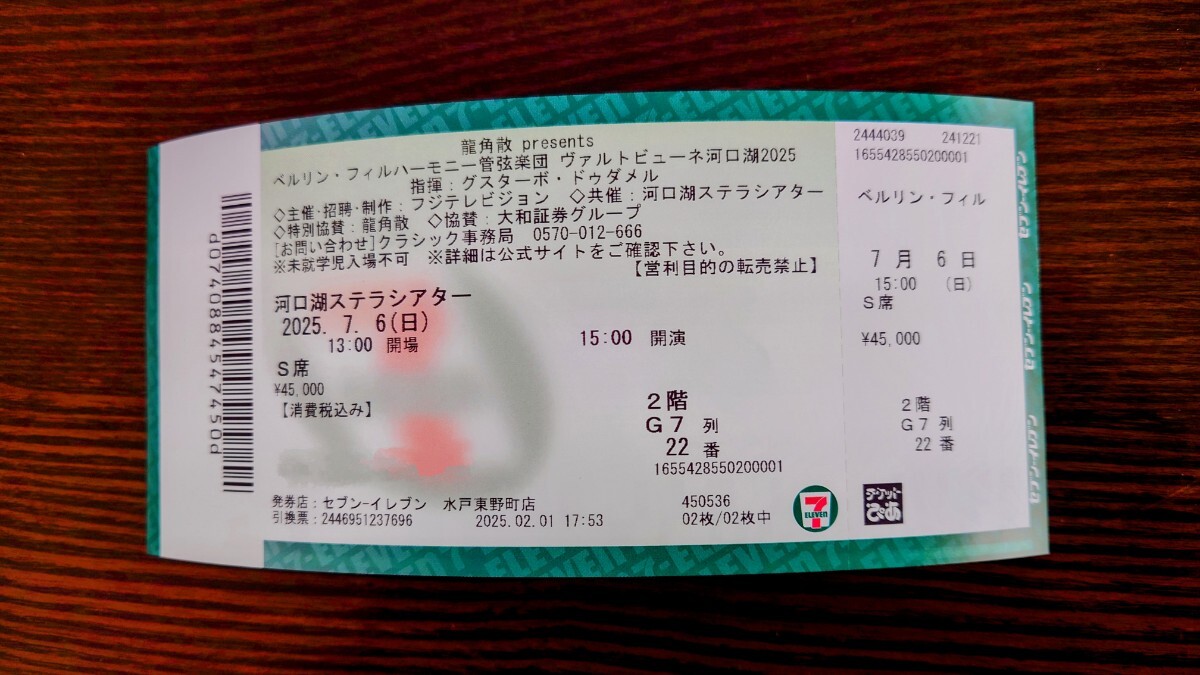 龍角散 presents
ベルリン・フィルハーモニー管弦楽団 ヴァルトビューネ河口湖2025
指揮：グスターボ・ドゥダメル
◇主催・招聘・制作：フジテレビジョン ◇共催：河口湖ステラシアター
◇特別協賛：龍角散 ◇協賛：大和証券グループ
[お問い合わせ]クラシック事務局 0570-012-666
※未就学児入場不可 ※詳細は公式サイトをご確認下さい。
【営利目的の転売禁止】
河口湖ステラシアター
2025. 7. 6(日)
13:00 開場
15:00 開演
S席
¥45,000
【消費税込み】
2階
G7 列
22 番
1655428550200001
発券店：セブン-イレブン 水戸東野町店
引換票：2446951237696
2025.02.01 17:53
450536
02枚/02枚中
7
ELEVEN
d07408845474500d
2444039 241221
1655428550200001
ベルリン・フィル
7月 6日
15:00 (日)
S席
¥45,000
2階
G7 列
22 番
チケット
ぴあ